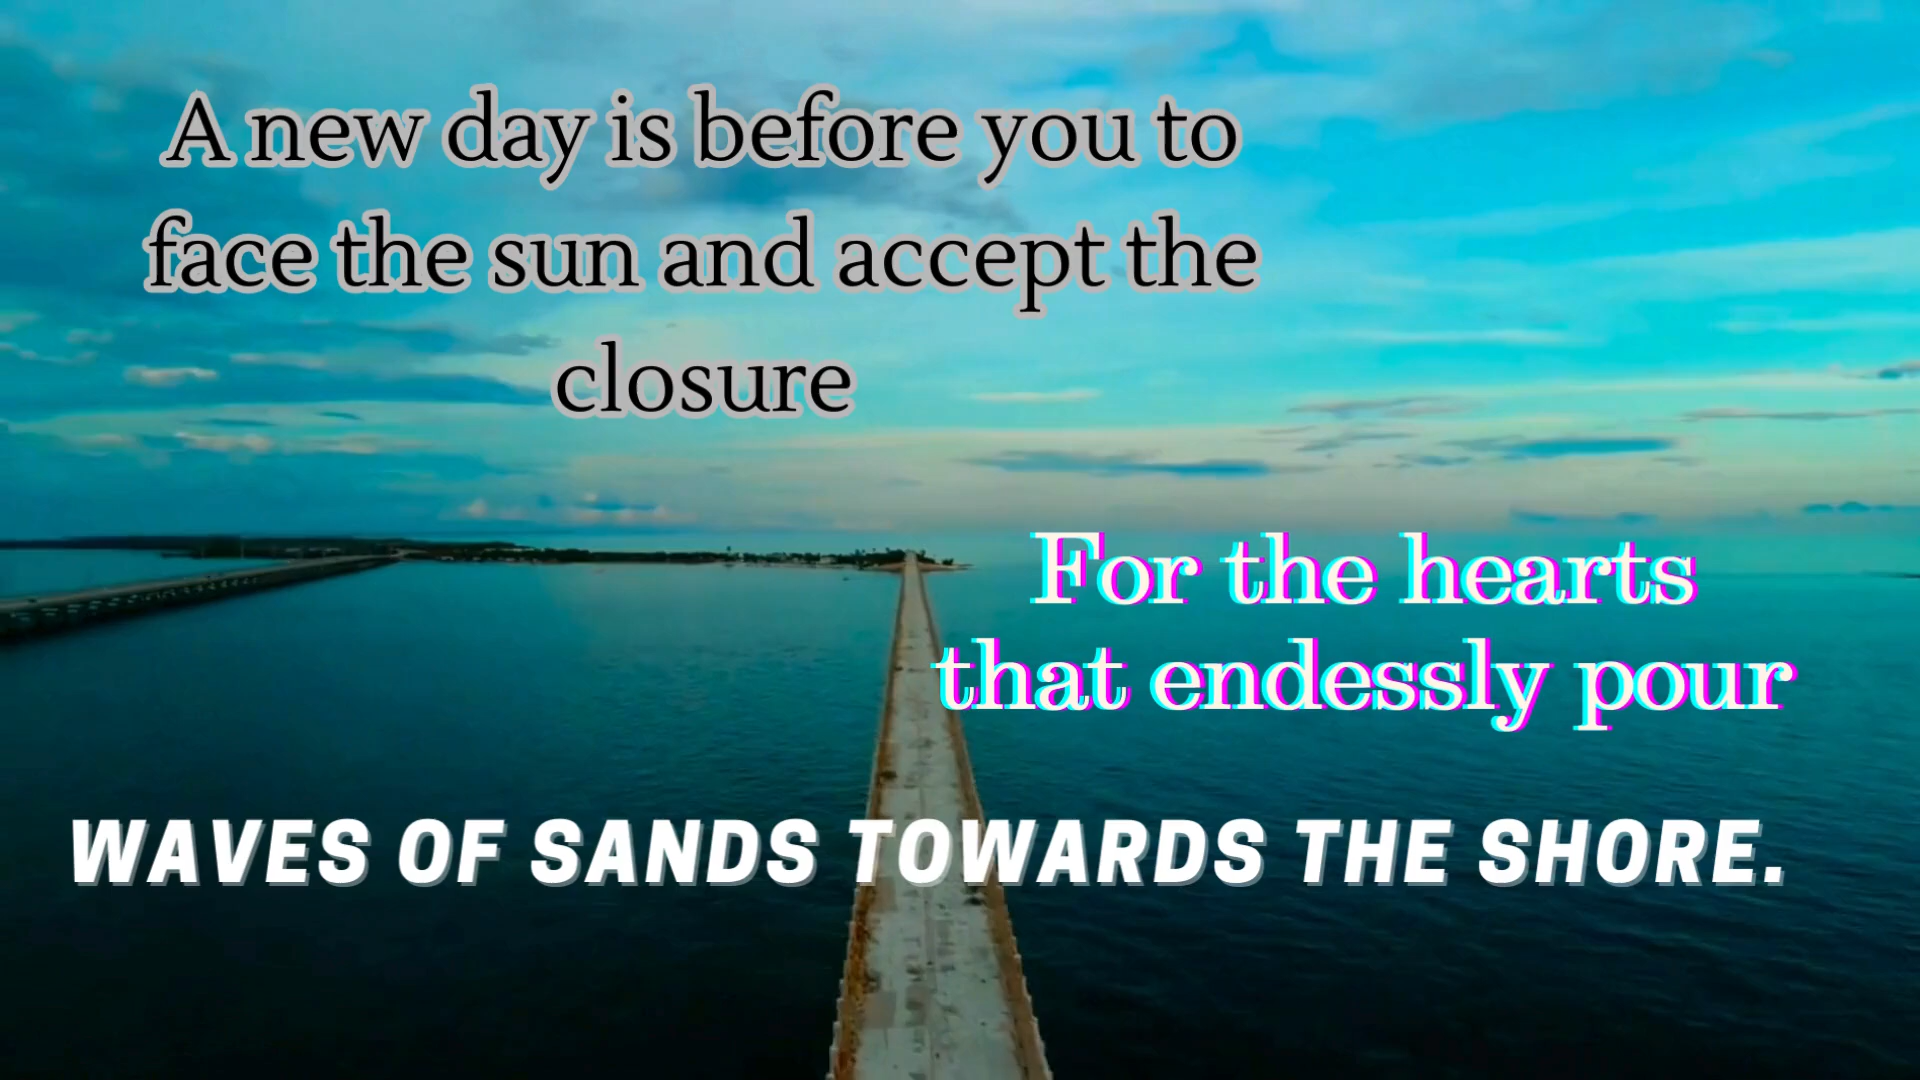 A new day is before you to
face the sun and accept the
closure
For the hearts
that endessly pour
WAVES OF SANDS TOWARDS THE SHORE.